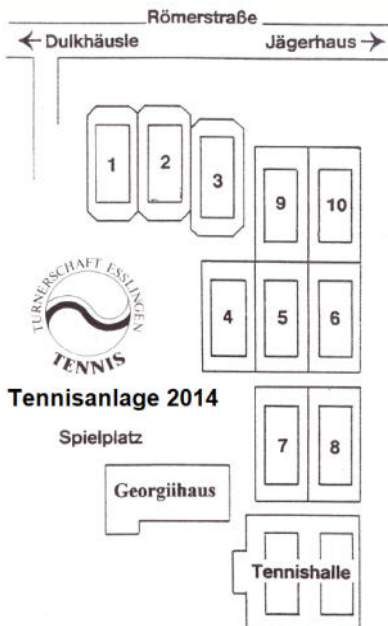 Römerstraße
← Dulkhäusle Jägerhaus →
1 2 3
9 10
TURNERSCHAFT ESSLINGEN
TENNIS
4 5 6
Tennisanlage 2014
Spielplatz
7 8
Georgiihaus
Tennishalle